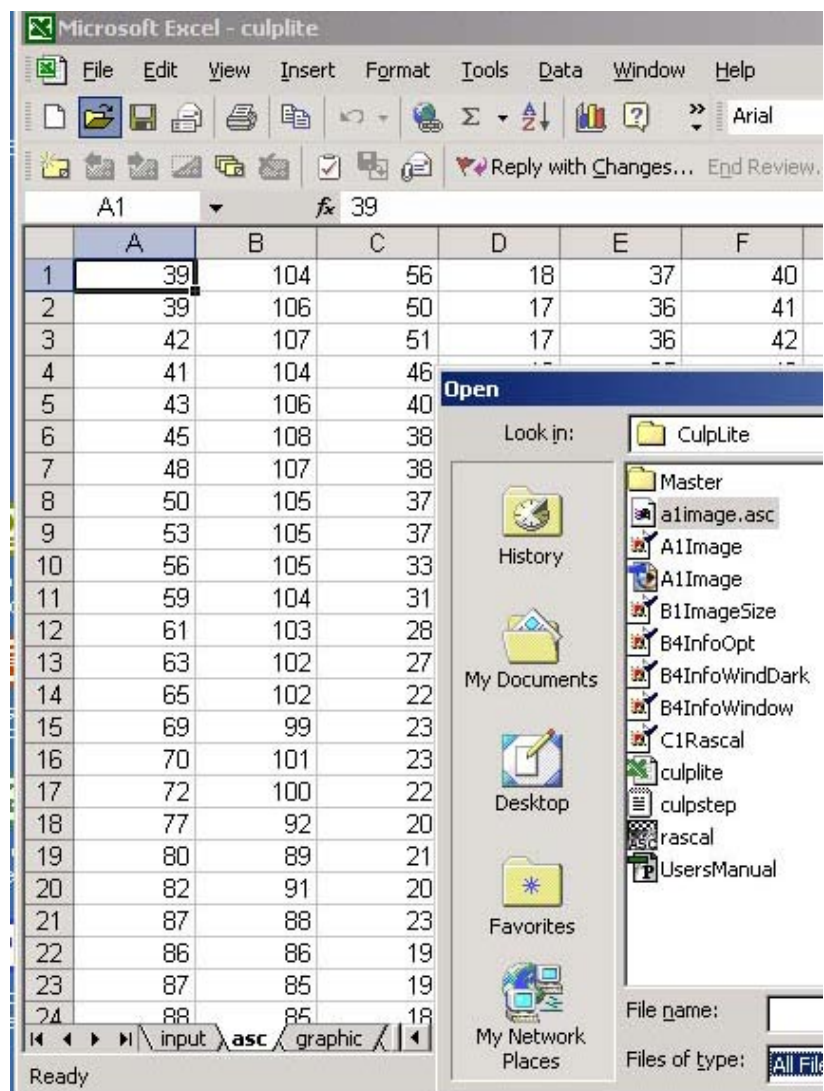 Microsoft Excel - culplite
File Edit View Insert Format Tools Data Window Help
Σ A Z ? » Arial
Reply with Changes... End Review.
A1 fx 39
A B C D E F
1 39 104 56 18 37 40
2 39 106 50 17 36 41
3 42 107 51 17 36 42
4 41 104 46
5 43 106 40
6 45 108 38
7 48 107 38
8 50 105 37
9 53 105 37
10 56 105 33
11 59 104 31
12 61 103 28
13 63 102 27
14 65 102 22
15 69 99 23
16 70 101 23
17 72 100 22
18 77 92 20
19 80 89 21
20 82 91 20
21 87 88 23
22 86 86 19
23 87 85 19
24 88 85 18
input asc graphic
Ready
Open
Look in: CulpLite
History
My Documents
Desktop
Favorites
My Network
Places
Master
a1image.asc
A1Image
A1Image
B1ImageSize
B4InfoOpt
B4InfoWindDark
B4InfoWindow
C1Rascal
culplite
culpstep
ASC rascal
UsersManual
File name:
Files of type: All File